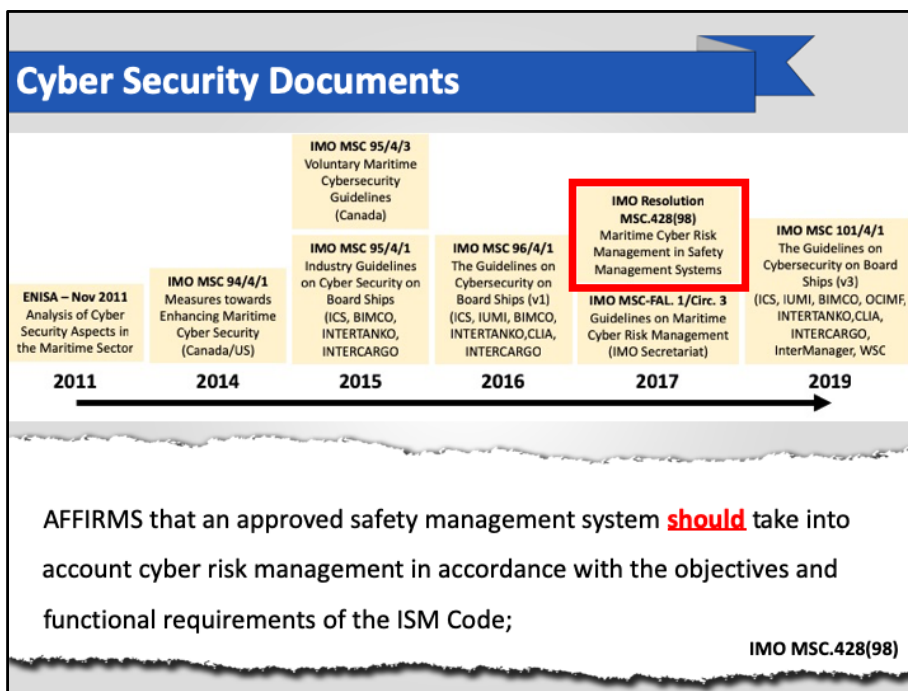 Cyber Security Documents
IMO MSC 95/4/3
Voluntary Maritime
Cybersecurity
Guidelines
(Canada)
IMO Resolution
MSC.428(98)
Maritime Cyber Risk
Management in Safety
Management Systems
IMO MSC 101/4/1
The Guidelines on
Cybersecurity on Board
Ships (v3)
(ICS, IUMI, BIMCO, OCIMF,
INTERTANKO,CLIA,
INTERCARGO,
InterManager, WSC
IMO MSC 95/4/1
Industry Guidelines
on Cyber Security on
Board Ships
(ICS, BIMCO,
INTERTANKO,
INTERCARGO
IMO MSC 96/4/1
The Guidelines on
Cybersecurity on
Board Ships (v1)
(ICS, IUMI, BIMCO,
INTERTANKO,CLIA,
INTERCARGO
IMO MSC 94/4/1
Measures towards
Enhancing Maritime
Cyber Security
(Canada/US)
ENISA – Nov 2011
Analysis of Cyber
Security Aspects in
the Maritime Sector
IMO MSC-FAL. 1/Circ. 3
Guidelines on Maritime
Cyber Risk Management
(IMO Secretariat)
2011 2014 2015 2016 2017 2019
AFFIRMS that an approved safety management system should take into
account cyber risk management in accordance with the objectives and
functional requirements of the ISM Code;
IMO MSC.428(98)